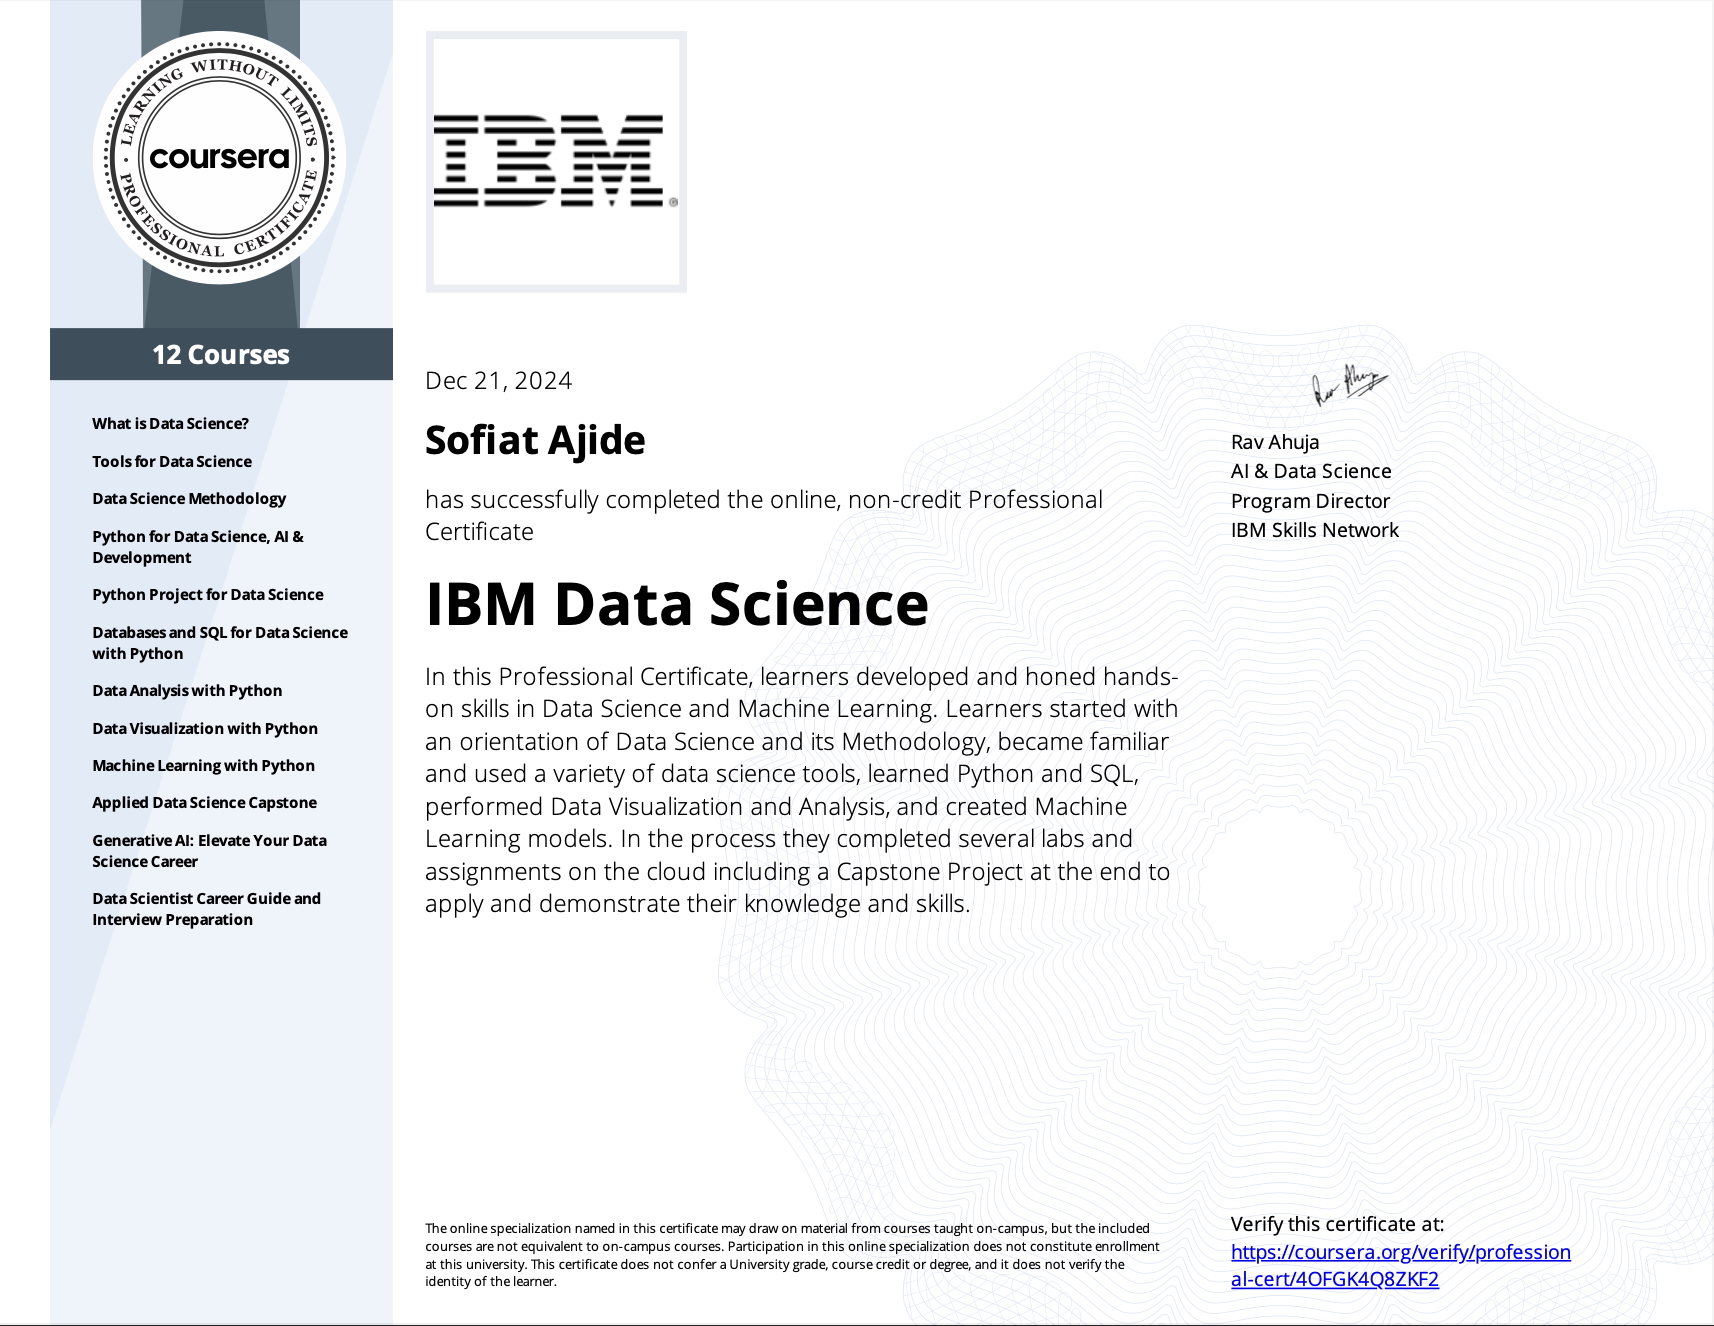 LEARNING WITHOUT LIMITS
coursera
PROFESSIONAL CERTIFICATE
12 Courses
What is Data Science?
Tools for Data Science
Data Science Methodology
Python for Data Science, AI &
Development
Python Project for Data Science
Databases and SQL for Data Science
with Python
Data Analysis with Python
Data Visualization with Python
Machine Learning with Python
Applied Data Science Capstone
Generative AI: Elevate Your Data
Science Career
Data Scientist Career Guide and
Interview Preparation
IBM®
Dec 21, 2024
Sofiat Ajide
has successfully completed the online, non-credit Professional
Certificate
IBM Data Science
In this Professional Certificate, learners developed and honed hands-
on skills in Data Science and Machine Learning. Learners started with
an orientation of Data Science and its Methodology, became familiar
and used a variety of data science tools, learned Python and SQL,
performed Data Visualization and Analysis, and created Machine
Learning models. In the process they completed several labs and
assignments on the cloud including a Capstone Project at the end to
apply and demonstrate their knowledge and skills.
The online specialization named in this certificate may draw on material from courses taught on-campus, but the included
courses are not equivalent to on-campus courses. Participation in this online specialization does not constitute enrollment
at this university. This certificate does not confer a University grade, course credit or degree, and it does not verify the
identity of the learner.
Rav Ahuja
Rav Ahuja
AI & Data Science
Program Director
IBM Skills Network
Verify this certificate at:
https://coursera.org/verify/profession
al-cert/4OFGK4Q8ZKF2